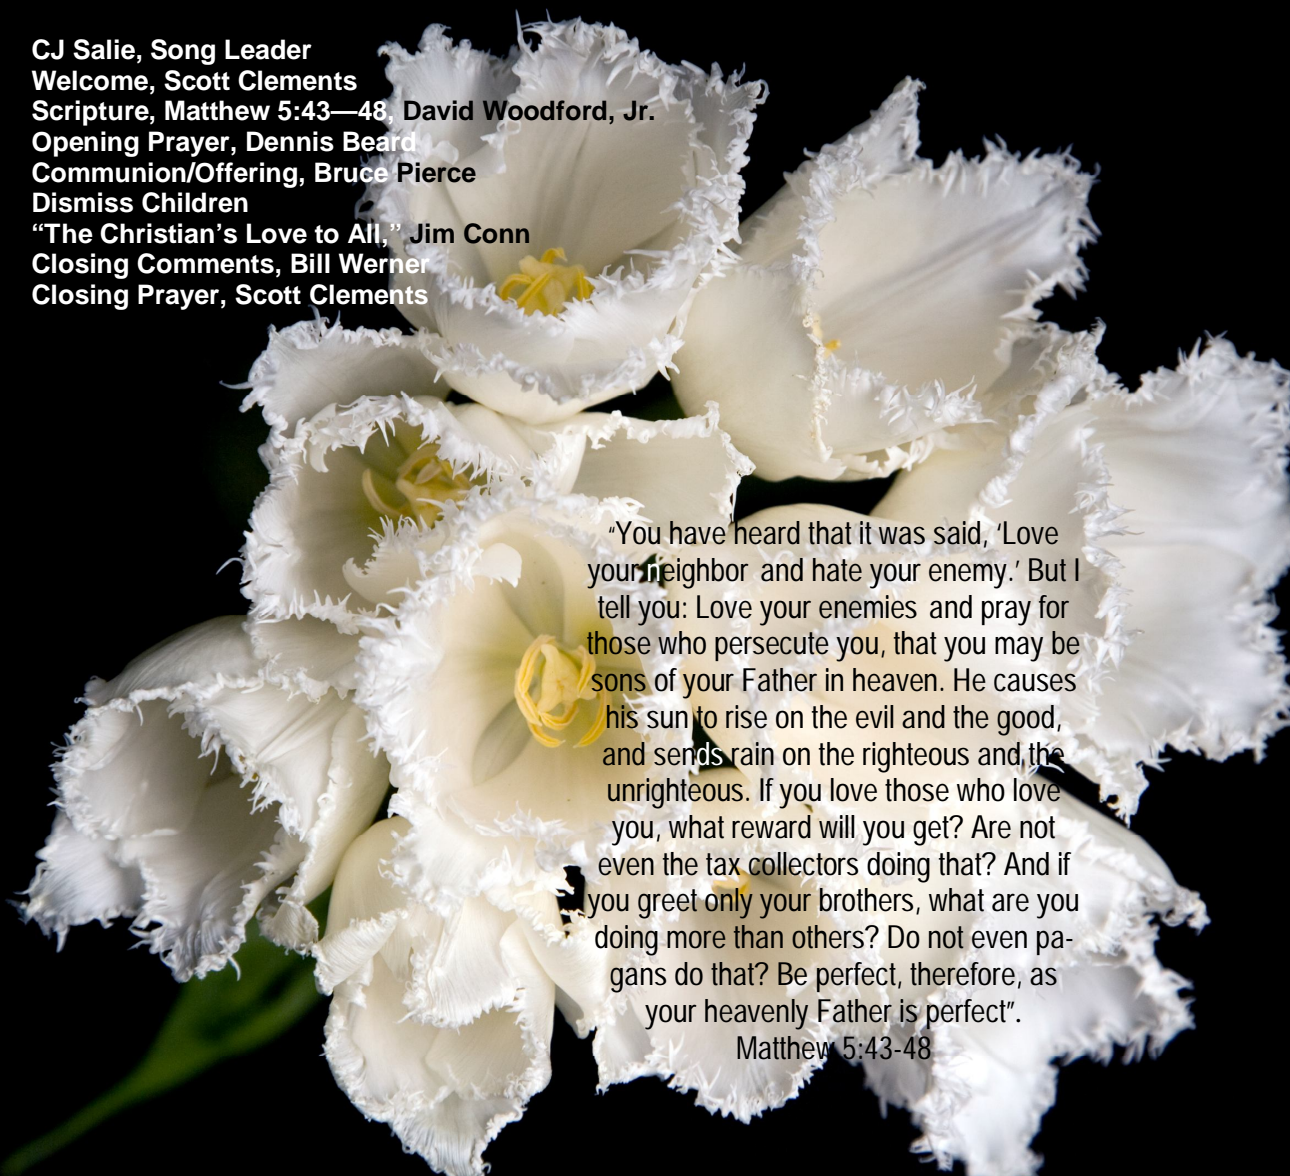 CJ Salie, Song Leader
Welcome, Scott Clements
Scripture, Matthew 5:43—48, David Woodford, Jr.
Opening Prayer, Dennis Beard
Communion/Offering, Bruce Pierce
Dismiss Children
“The Christian’s Love to All,” Jim Conn
Closing Comments, Bill Werner
Closing Prayer, Scott Clements
“You have heard that it was said, ‘Love
your neighbor and hate your enemy.’ But I
tell you: Love your enemies and pray for
those who persecute you, that you may be
sons of your Father in heaven. He causes
his sun to rise on the evil and the good,
and sends rain on the righteous and the
unrighteous. If you love those who love
you, what reward will you get? Are not
even the tax collectors doing that? And if
you greet only your brothers, what are you
doing more than others? Do not even pa-
gans do that? Be perfect, therefore, as
your heavenly Father is perfect”.
Matthew 5:43-48